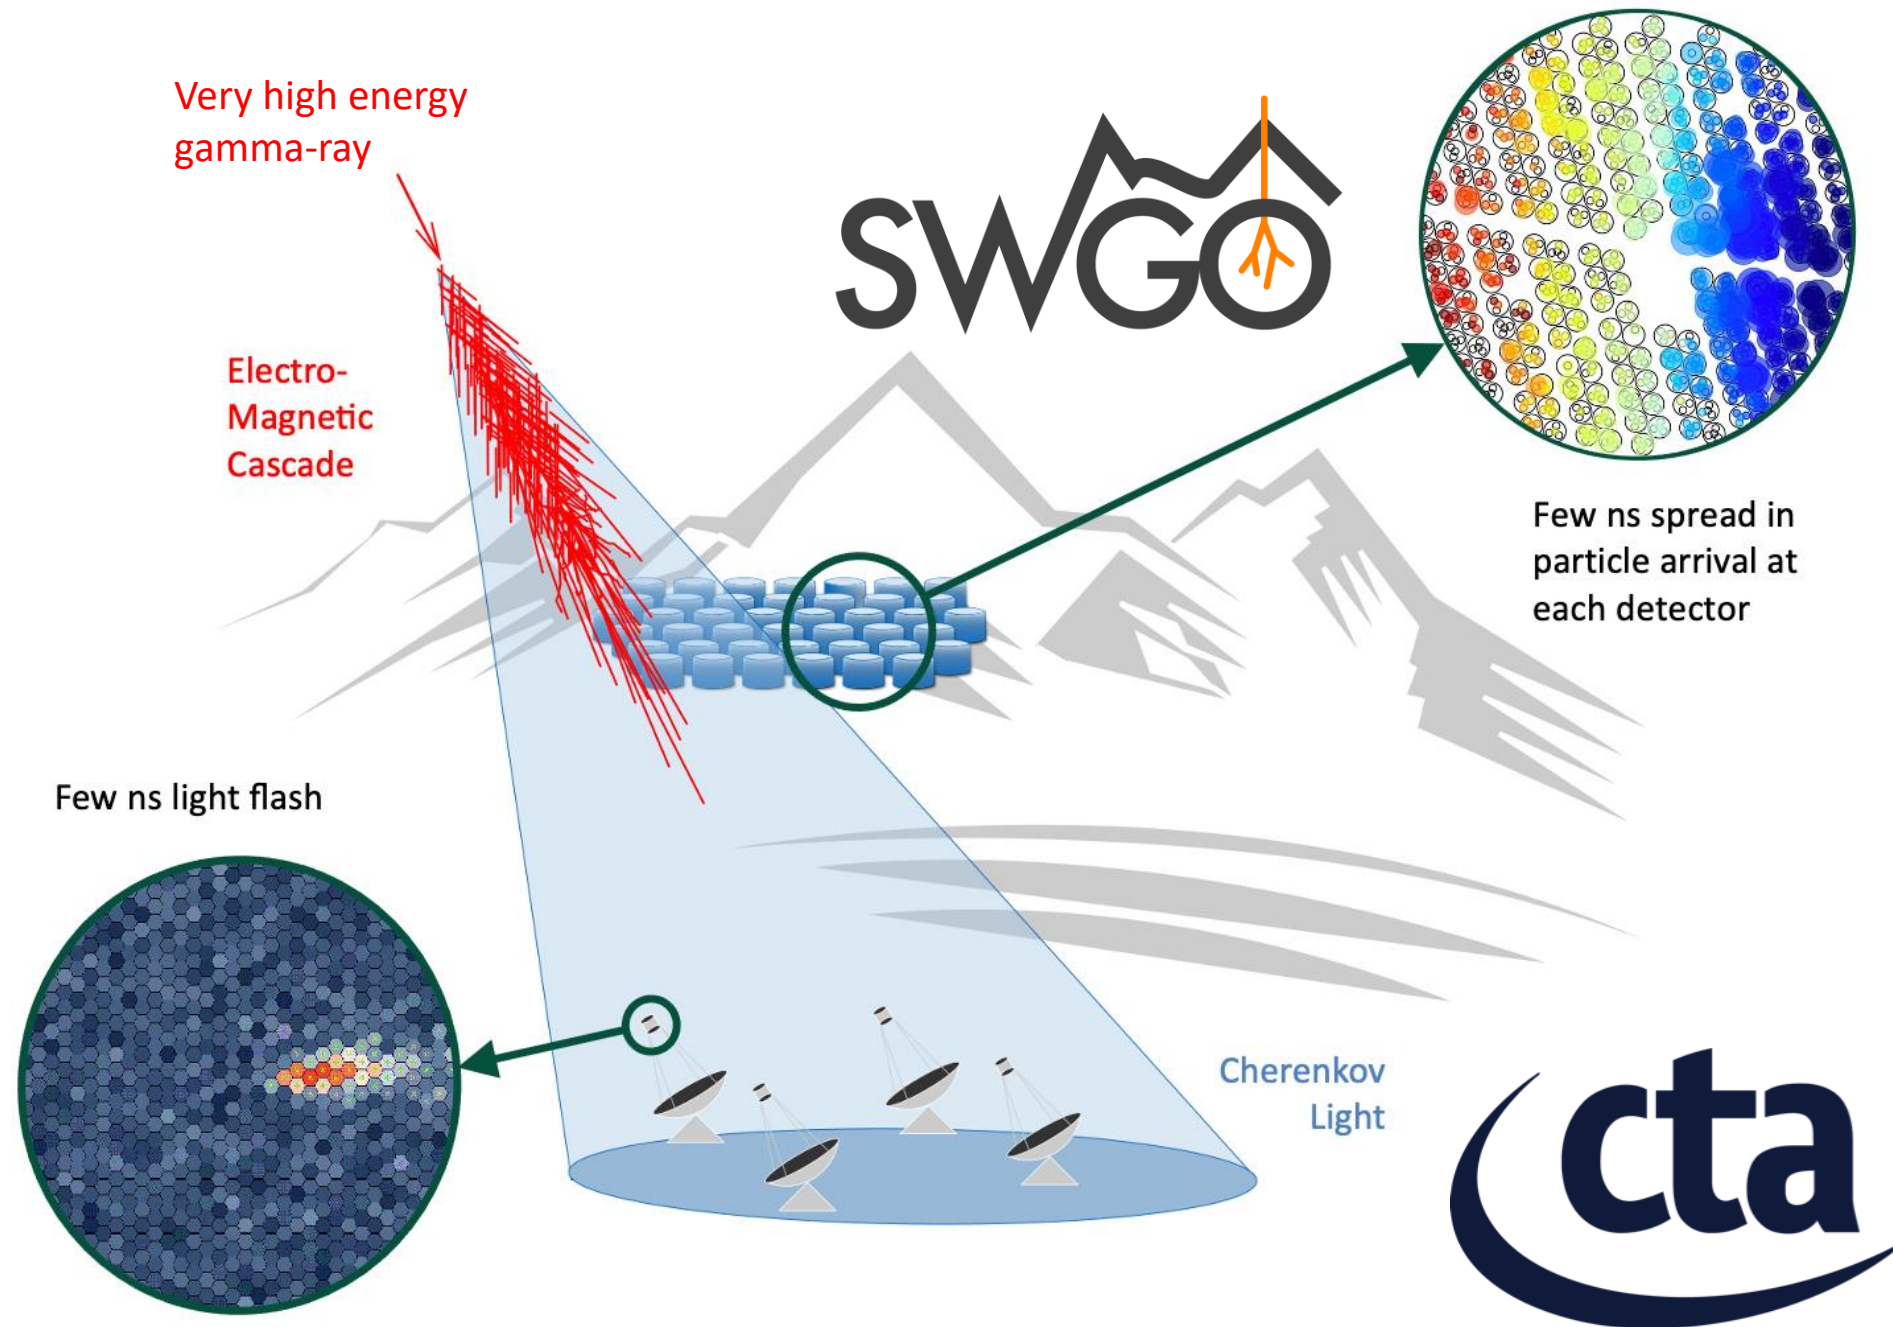 Very high energy
gamma-ray
SWGO
Electro-
Magnetic
Cascade
Few ns spread in
particle arrival at
each detector
Few ns light flash
Cherenkov
Light
cta